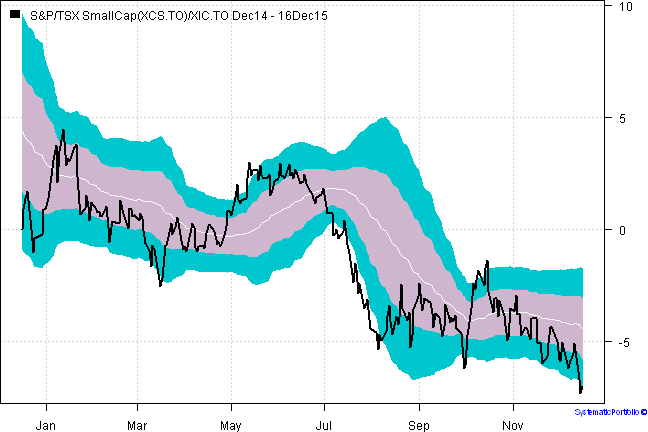 S&P/TSX SmallCap(XCS.TO)/XIC.TO Dec14 - 16Dec15
10
5
0
-5
Jan Mar May Jul Sep Nov
SystematicPortfolio ©